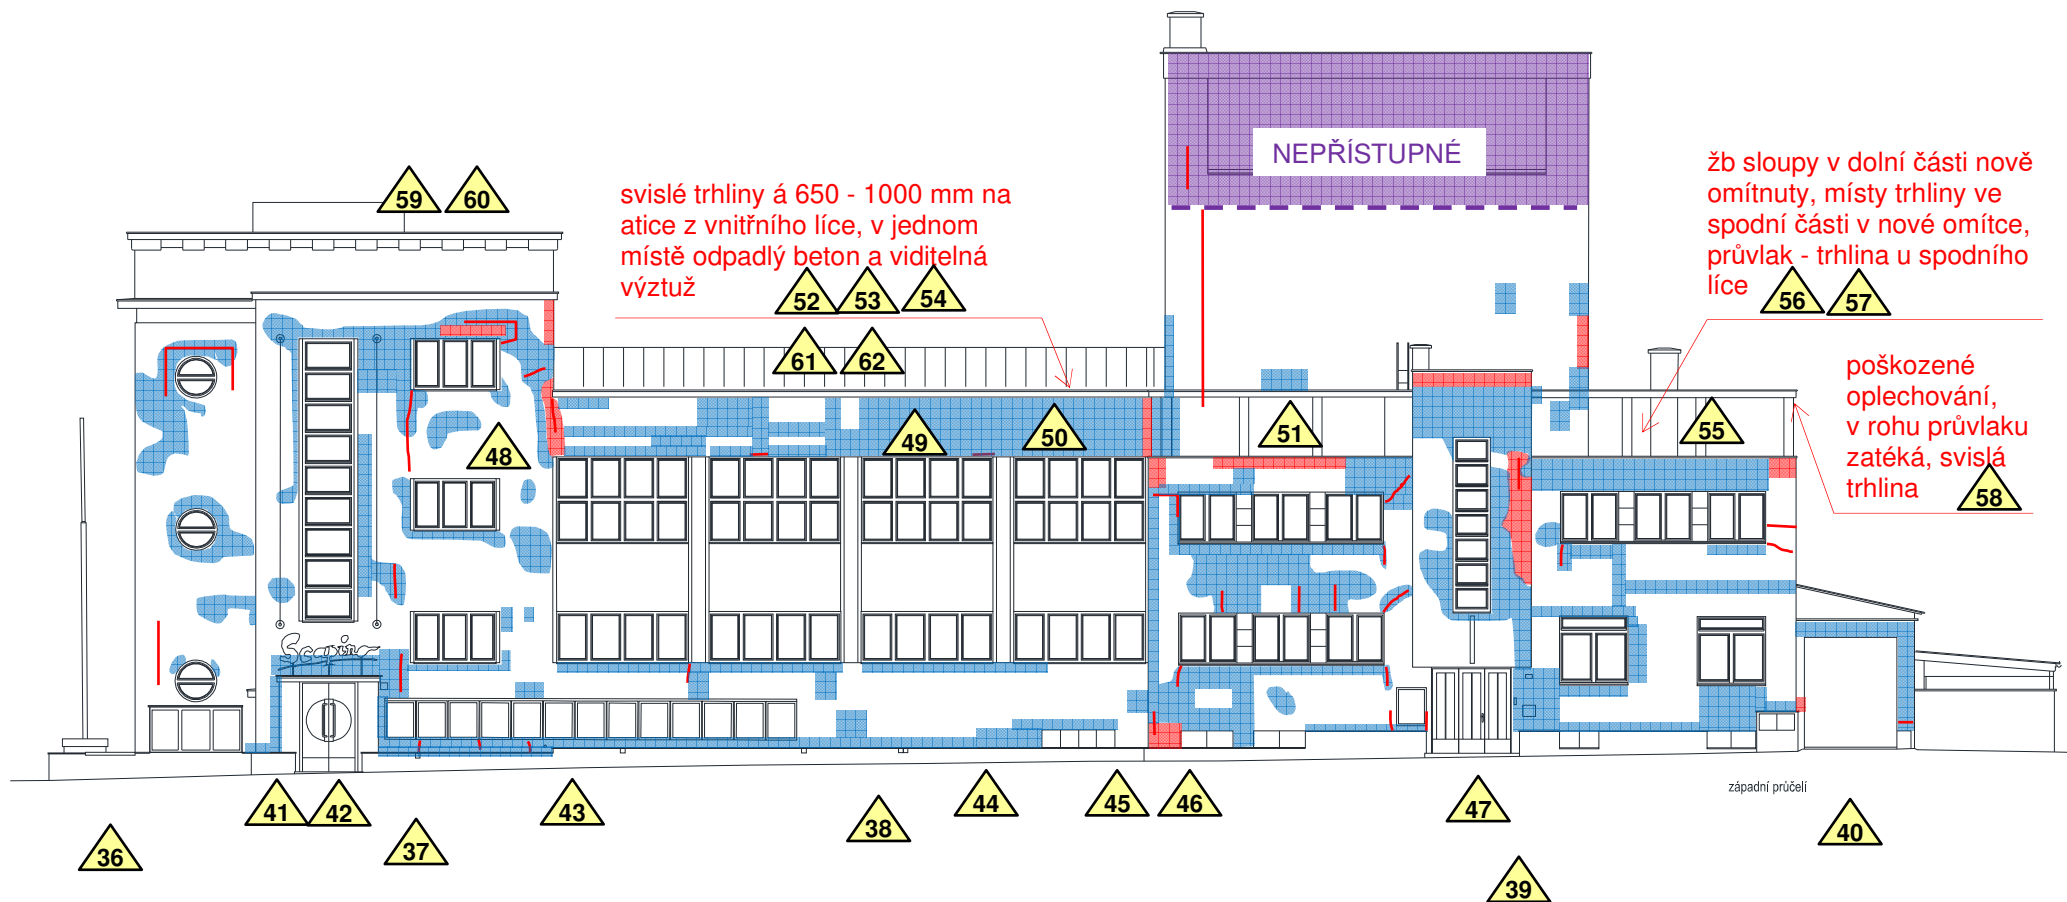 NEPŘÍSTUPNÉ
59
60
svislé trhliny á 650 - 1000 mm na
atice z vnitřního líce, v jednom
místě odpadlý beton a viditelná
výztuž
52
53
54
61
62
žb sloupy v dolní části nově
omítnuty, místy trhliny ve
spodní části v nové omítce,
průvlak - trhlina u spodního
líce
56
57
poškozené
oplechování,
v rohu průvlaku
zatéká, svislá
trhlina
58
48
49
50
51
55
Scapino
západní průčelí
41
42
43
44
45
46
47
36
37
38
39
40